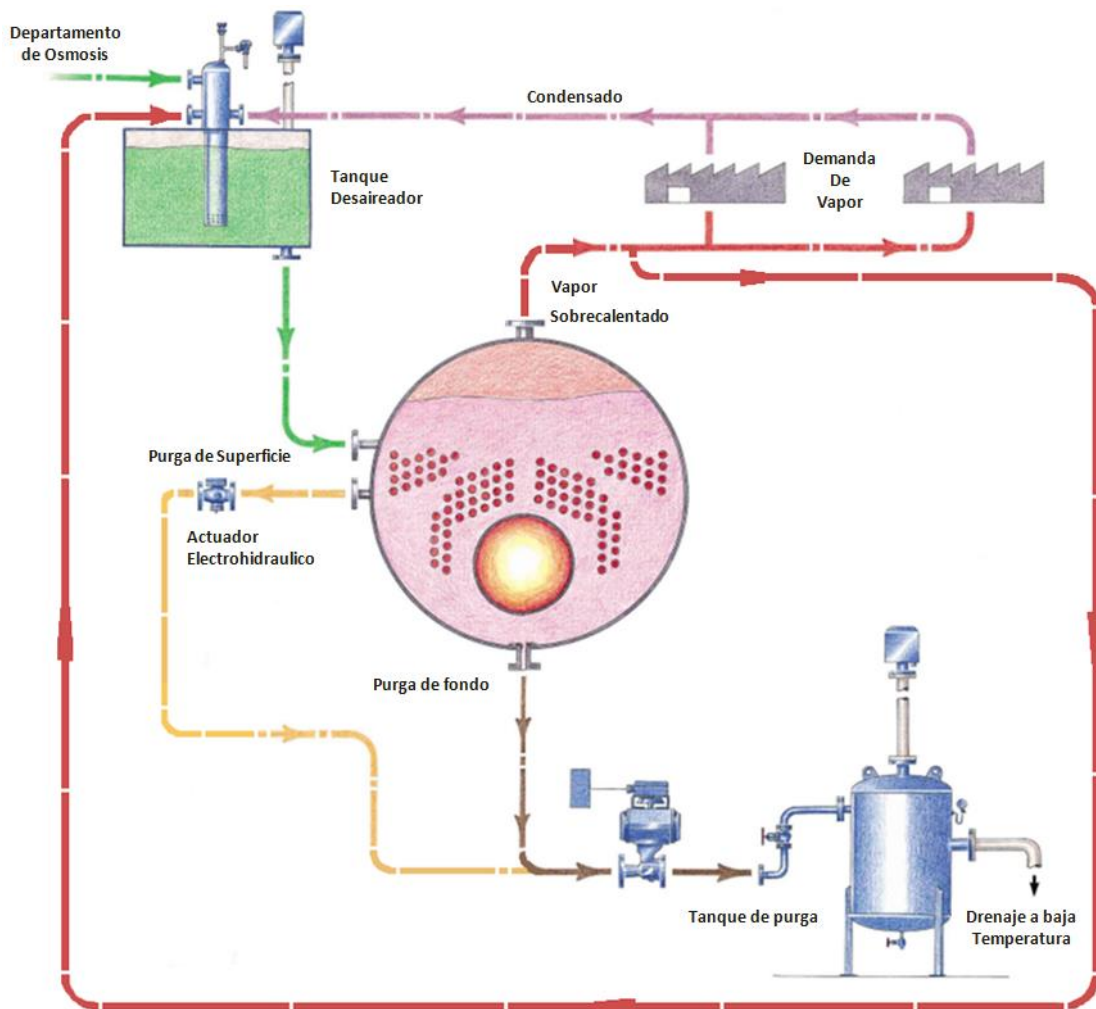 Departamento
de Osmosis
Condensado
Tanque
Desaireador
Demanda
De
Vapor
Vapor
Sobrecalentado
Purga de Superficie
Actuador
Electrohidraulico
Purga de fondo
Tanque de purga
Drenaje a baja
Temperatura